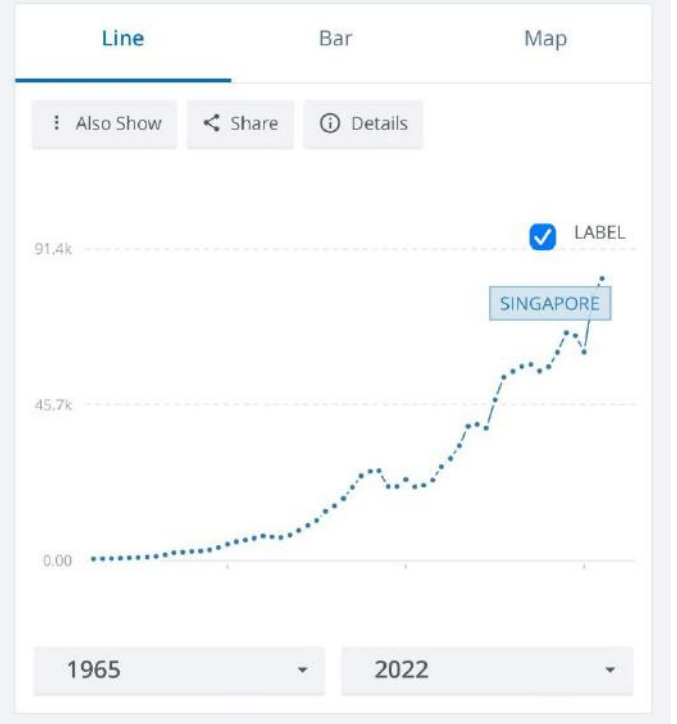 Line Bar Map
Also Show Share Details
LABEL
91.4k
SINGAPORE
45.7k
0.00
1965 2022